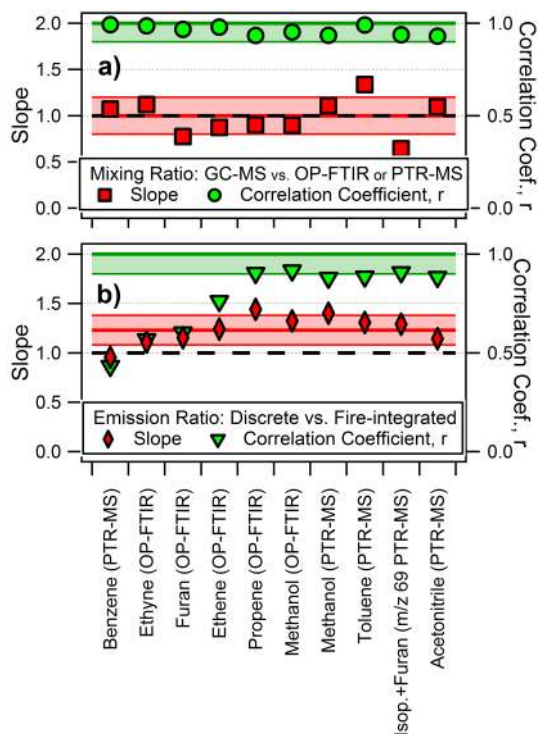 2.0
1.5
1.0
0.5
0.0
Slope
a)
1.0
0.5
0.0
Correlation Coef., r
Mixing Ratio: GC-MS vs. OP-FTIR or PTR-MS
Slope Correlation Coefficient, r
2.0
1.5
1.0
0.5
0.0
Slope
b)
1.0
0.5
0.0
Correlation Coef., r
Emission Ratio: Discrete vs. Fire-integrated
Slope Correlation Coefficient, r
Benzene (PTR-MS)
Ethyne (OP-FTIR)
Furan (OP-FTIR)
Ethene (OP-FTIR)
Propene (OP-FTIR)
Methanol (OP-FTIR)
Methanol (PTR-MS)
Toluene (PTR-MS)
Isop.+Furan (m/z 69 PTR-MS)
Acetonitrile (PTR-MS)